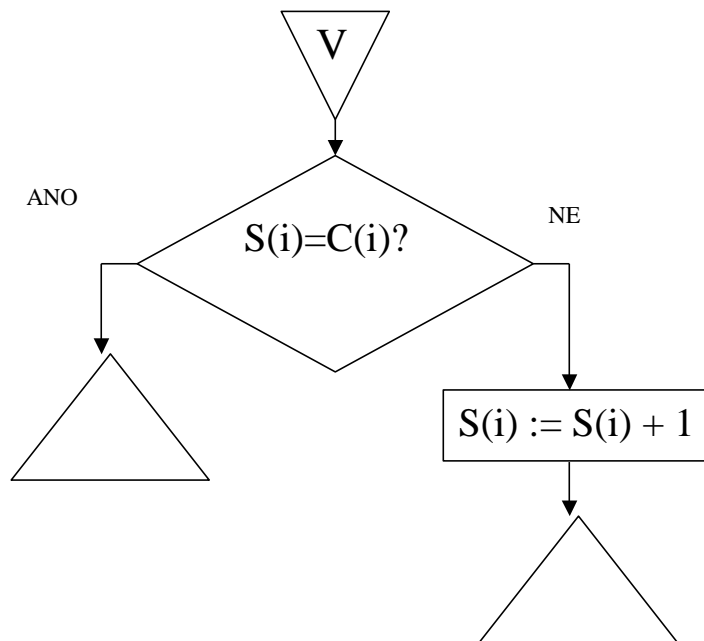 V
ANO
NE
S(i)=C(i)?
S(i) := S(i) + 1